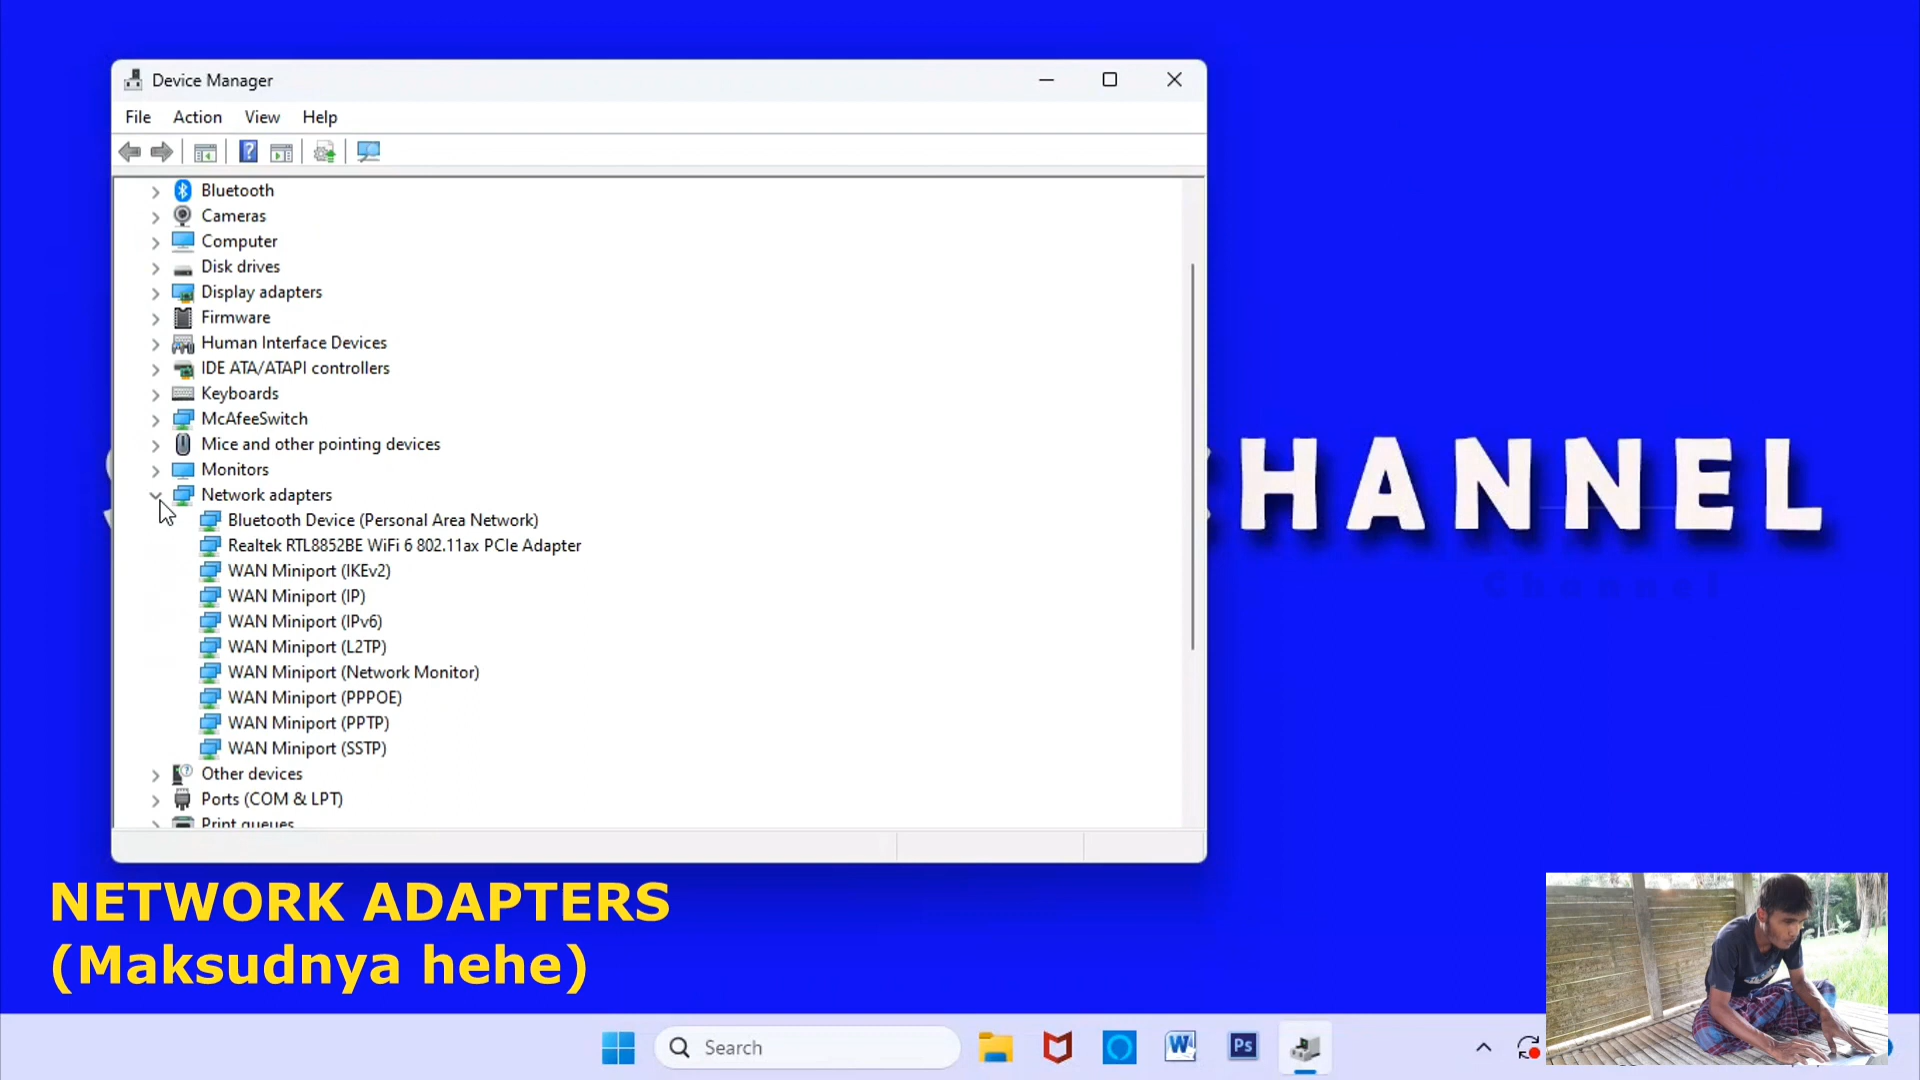 Device Manager
File Action View Help
Bluetooth
Cameras
Computer
Disk drives
Display adapters
Firmware
Human Interface Devices
IDE ATA/ATAPI controllers
Keyboards
McAfeeSwitch
Mice and other pointing devices
Monitors
Network adapters
Bluetooth Device (Personal Area Network)
Realtek RTL8852BE WiFi 6 802.11ax PCIe Adapter
WAN Miniport (IKEv2)
WAN Miniport (IP)
WAN Miniport (IPv6)
WAN Miniport (L2TP)
WAN Miniport (Network Monitor)
WAN Miniport (PPPOE)
WAN Miniport (PPTP)
WAN Miniport (SSTP)
Other devices
Ports (COM & LPT)
Print queues
CHANNEL
Channel
NETWORK ADAPTERS
(Maksudnya hehe)
Search
W
Ps